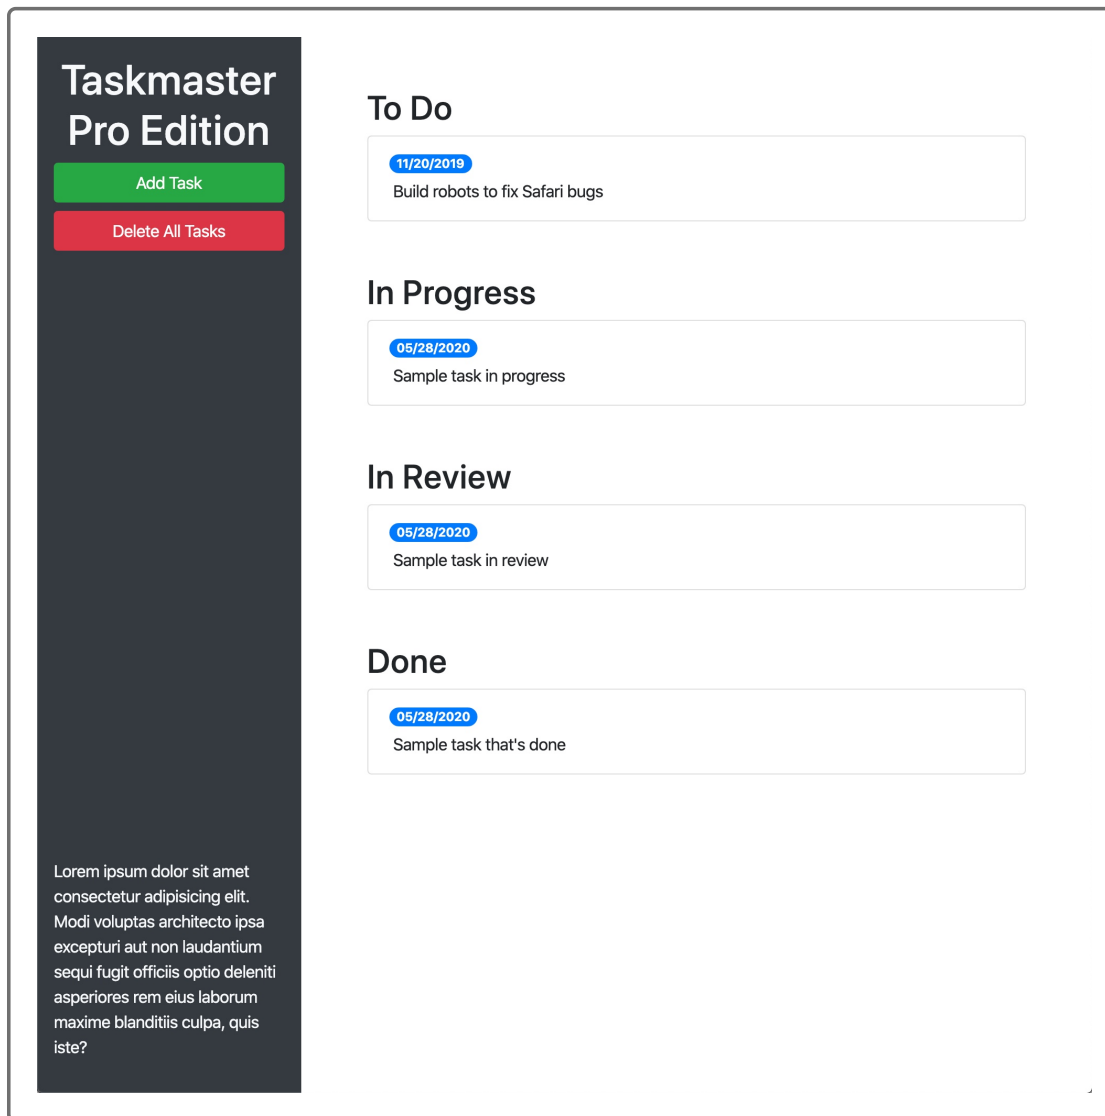 Taskmaster
Pro Edition
Add Task
Delete All Tasks
Lorem ipsum dolor sit amet
consectetur adipisicing elit.
Modi voluptas architecto ipsa
excepturi aut non laudantium
sequi fugit officiis optio deleniti
asperiores rem eius laborum
maxime blanditiis culpa, quis
iste?
To Do
11/20/2019
Build robots to fix Safari bugs
In Progress
05/28/2020
Sample task in progress
In Review
05/28/2020
Sample task in review
Done
05/28/2020
Sample task that's done